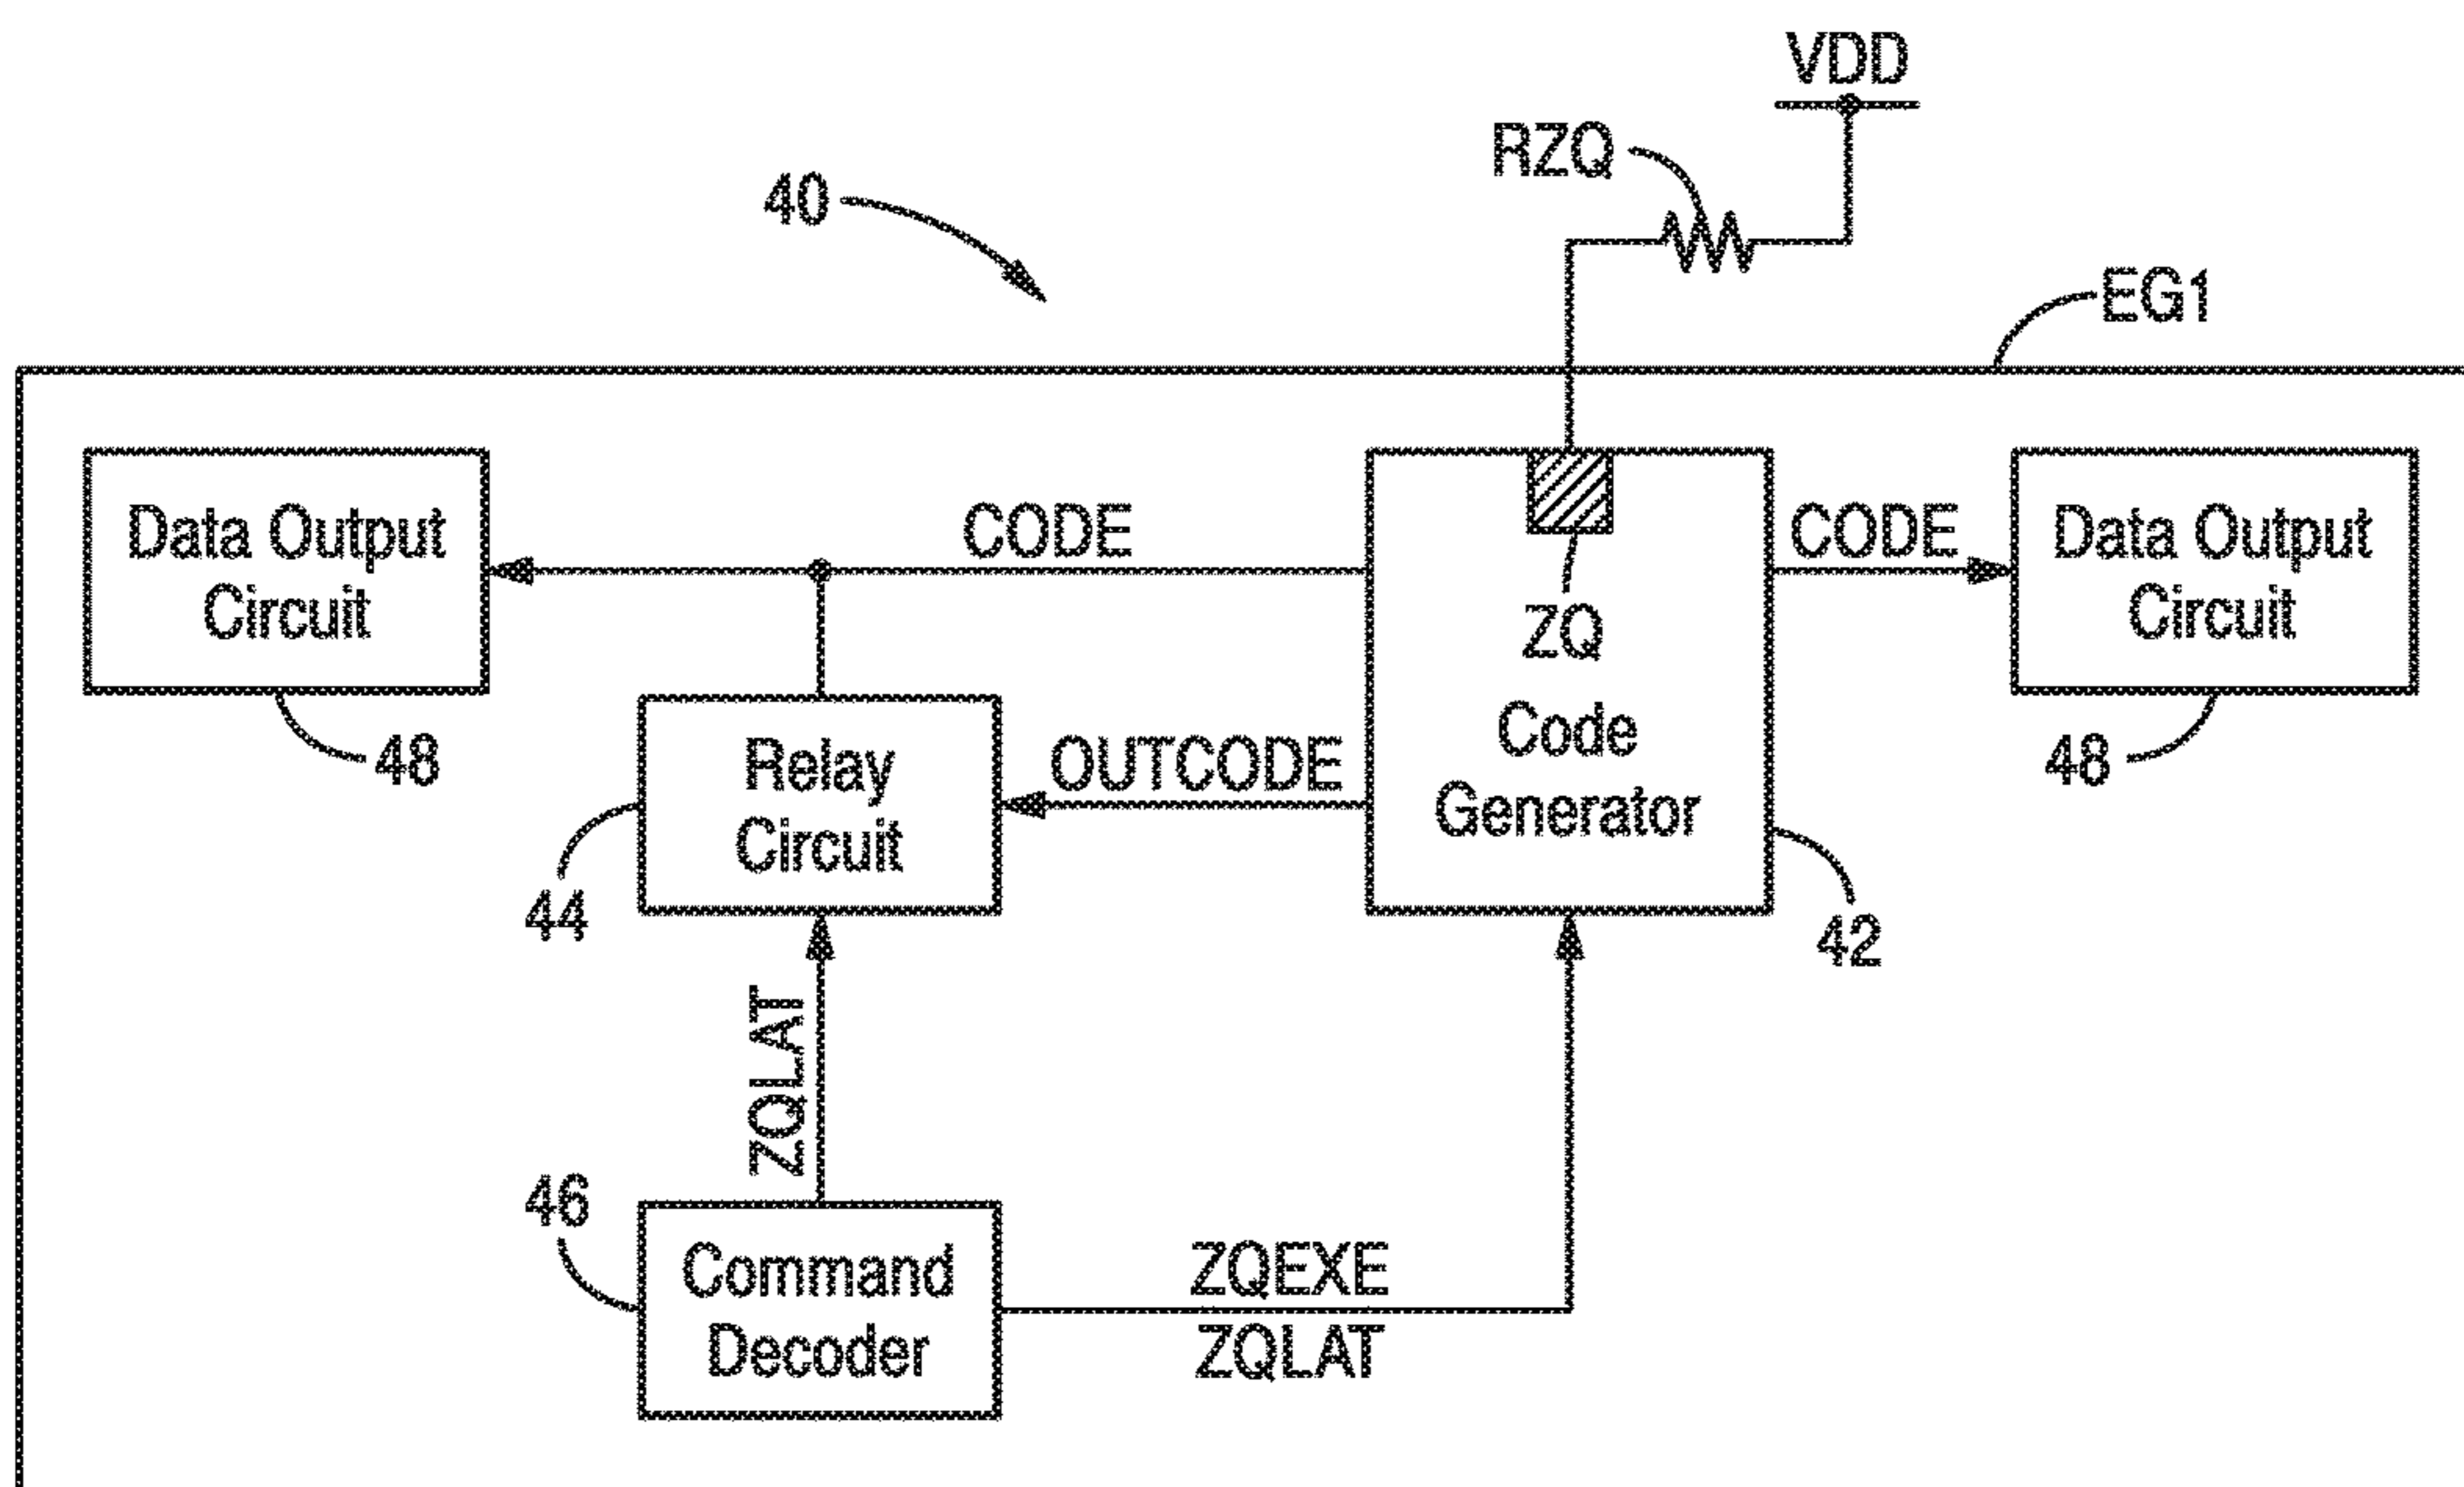 VDD
RZQ
40
EG1
Data Output
Circuit
CODE
CODE
Data Output
Circuit
ZQ
Code
Generator
48
Relay
Circuit
OUTCODE
48
44
42
ZQLAT
46
Command
Decoder
ZQEXE
ZQLAT